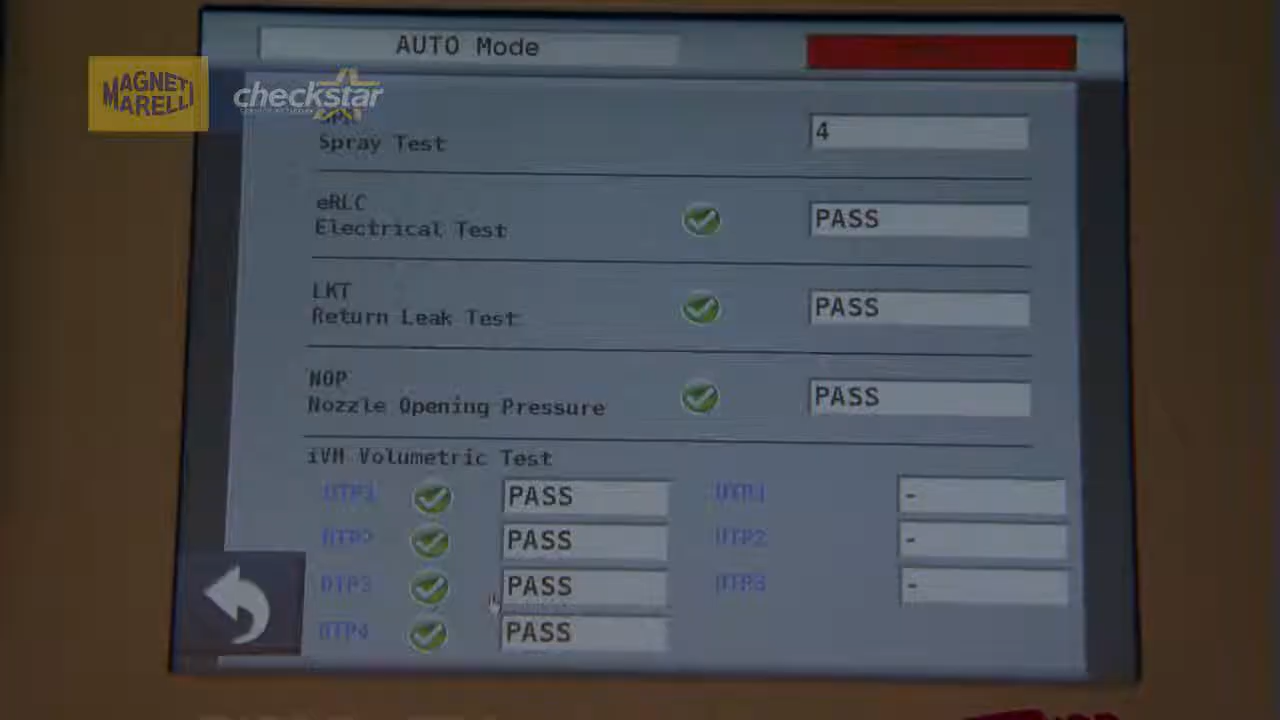 AUTO Mode
MAGNETI
MARELLI
checkstar
Spray Test
4
eRLC
Electrical Test
PASS
LKT
Return Leak Test
PASS
NOP
Nozzle Opening Pressure
PASS
iVM Volumetric Test
PASS
-
PASS
-
DTP3
PASS
-
PASS